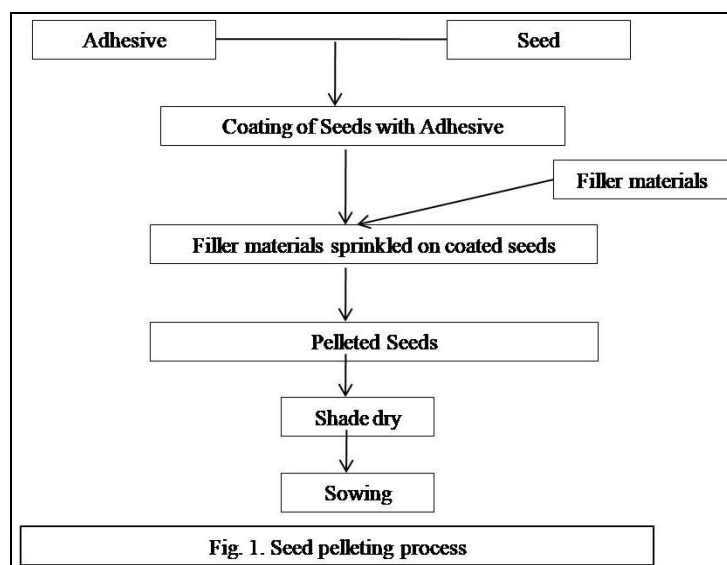 Adhesive
Seed
Coating of Seeds with Adhesive
Filler materials
Filler materials sprinkled on coated seeds
Pelleted Seeds
Shade dry
Sowing
Fig. 1. Seed pelleting process